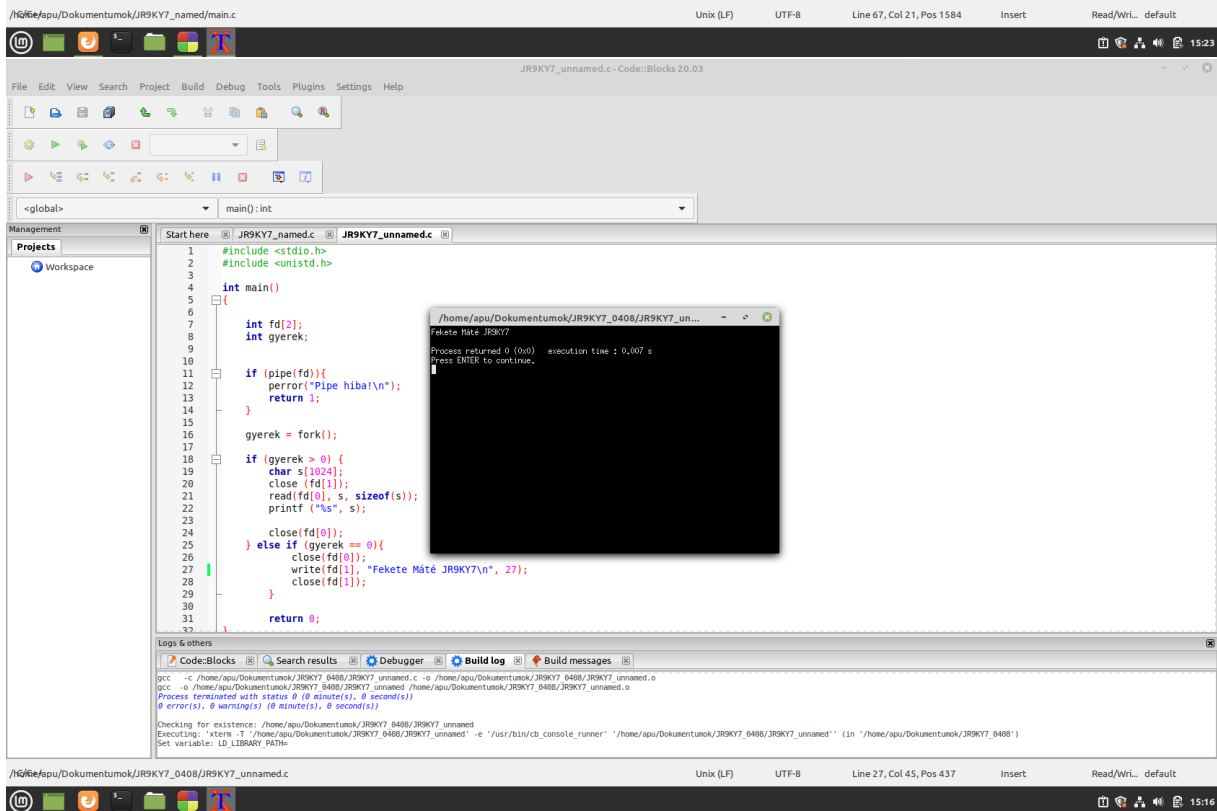 /home/apu/Dokumentumok/JR9KY7_named/main.c Unix (LF) UTF-8 Line 67, Col 21, Pos 1584 Insert Read/Wri... default
15:23
JR9KY7_unnamed.c - Code::Blocks 20.03
File Edit View Search Project Build Debug Tools Plugins Settings Help
<global> main() : int
Management
Start here JR9KY7_named.c JR9KY7_unnamed.c
Projects
Workspace
1 #include <stdio.h>
2 #include <unistd.h>
3
4 int main()
5 {
6
7 int fd[2];
8 int gyerek;
9
10
11 if (pipe(fd)){
12 perror("Pipe hiba!\n");
13 return 1;
14 }
15
16 gyerek = fork();
17
18 if (gyerek > 0) {
19 char s[1024];
20 close (fd[1]);
21 read(fd[0], s, sizeof(s));
22 printf ("%s", s);
23
24 close(fd[0]);
25 } else if (gyerek == 0){
26 close(fd[0]);
27 write(fd[1], "Fekete Máté JR9KY7\n", 27);
28 close(fd[1]);
29 }
30
31 return 0;
32 }
/home/apu/Dokumentumok/JR9KY7_0408/JR9KY7_un...
Fekete Máté JR9KY7
Process returned 0 (0x0) execution time : 0.007 s
Press ENTER to continue.
Logs & others
Code::Blocks Search results Debugger Build log Build messages
gcc -c /home/apu/Dokumentumok/JR9KY7_0408/JR9KY7_unnamed.c -o /home/apu/Dokumentumok/JR9KY7_0408/JR9KY7_unnamed.o
gcc -o /home/apu/Dokumentumok/JR9KY7_0408/JR9KY7_unnamed /home/apu/Dokumentumok/JR9KY7_0408/JR9KY7_unnamed.o
Process terminated with status 0 (0 minute(s), 0 second(s))
0 error(s), 0 warning(s) (0 minute(s), 0 second(s))
Checking for existence: /home/apu/Dokumentumok/JR9KY7_0408/JR9KY7_unnamed
Executing: 'xterm -T '/home/apu/Dokumentumok/JR9KY7_0408/JR9KY7_unnamed' -e '/usr/bin/cb_console_runner' '/home/apu/Dokumentumok/JR9KY7_0408/JR9KY7_unnamed'' (in '/home/apu/Dokumentumok/JR9KY7_0408')
Set variable: LD_LIBRARY_PATH=
/home/apu/Dokumentumok/JR9KY7_0408/JR9KY7_unnamed.c Unix (LF) UTF-8 Line 27, Col 45, Pos 437 Insert Read/Wri... default
15:16